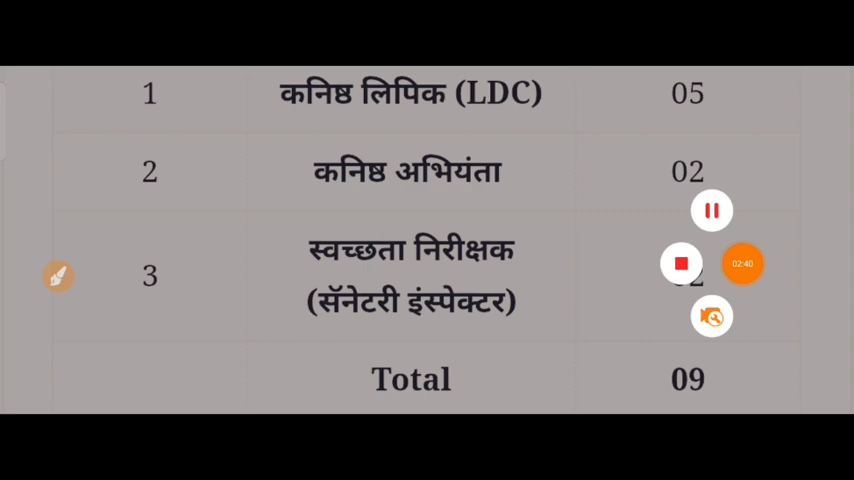 1 कनिष्ठ लिपिक (LDC) 05
2 कनिष्ठ अभियंता 02
स्वच्छता निरीक्षक
3
(सॅनेटरी इंस्पेक्टर)
02:40
Total 09